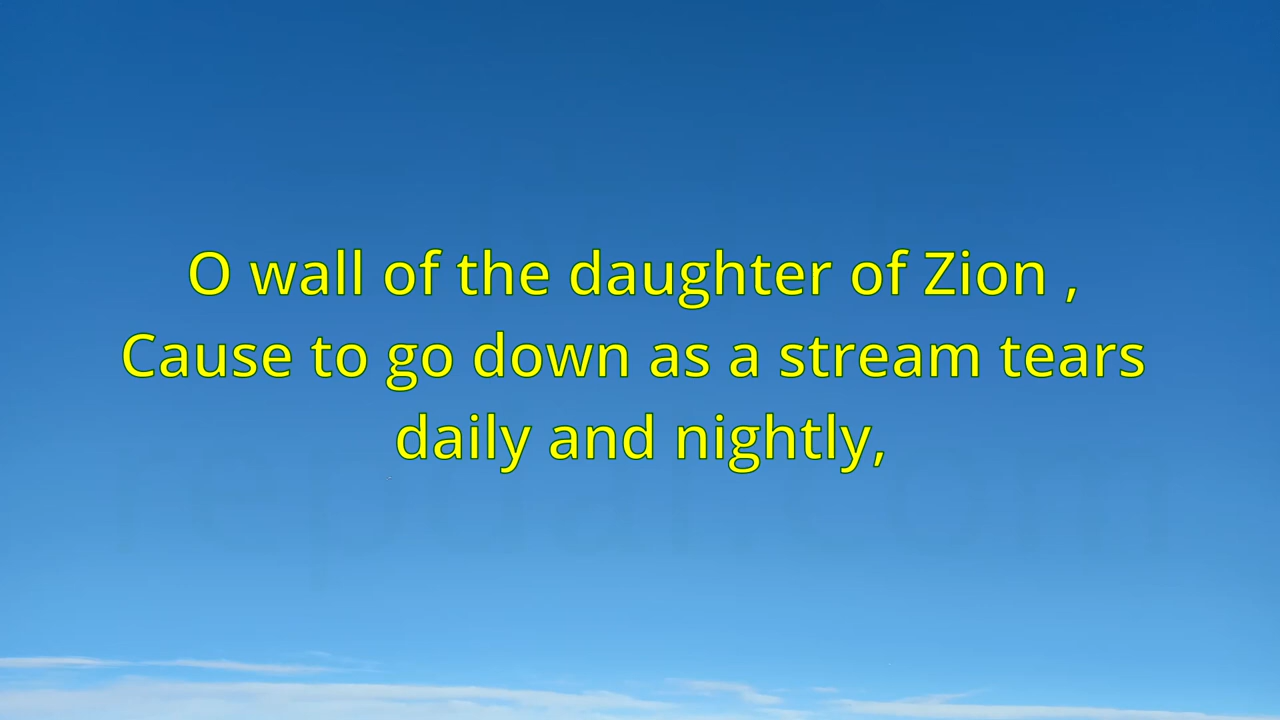 O wall of the daughter of Zion ,
Cause to go down as a stream tears
daily and nightly,